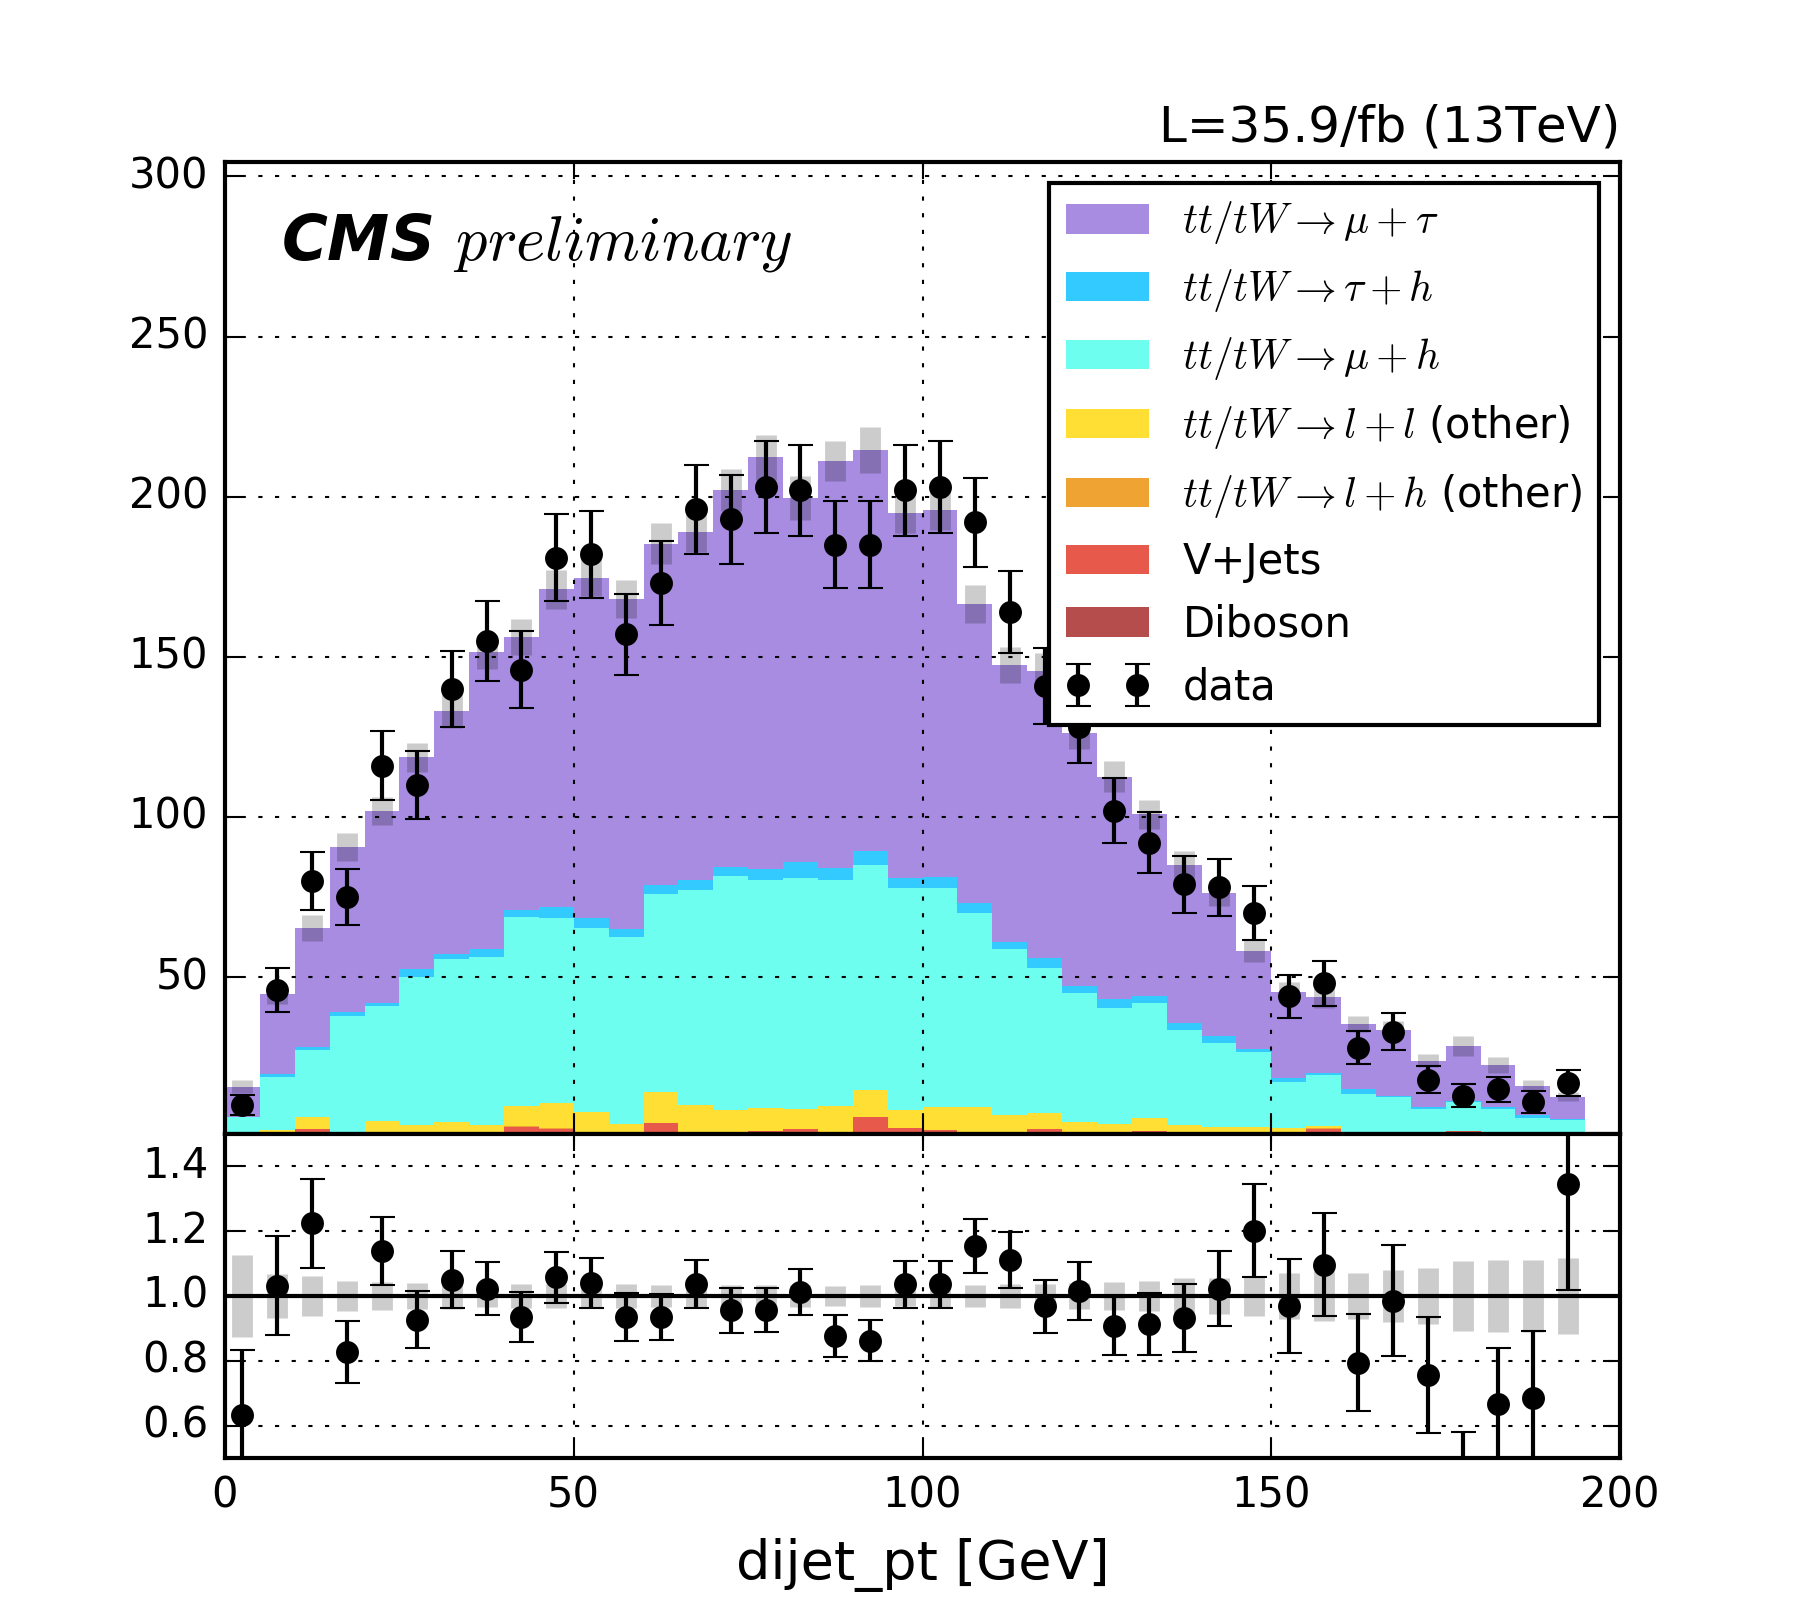 L=35.9/fb (13TeV)
CMS preliminary
300
250
200
150
100
50
tt/tW → μ + τ
tt/tW → τ + h
tt/tW → μ + h
tt/tW → l + l (other)
tt/tW → l + h (other)
V+Jets
Diboson
data
1.4
1.2
1.0
0.8
0.6
0 50 100 150 200
dijet_pt [GeV]